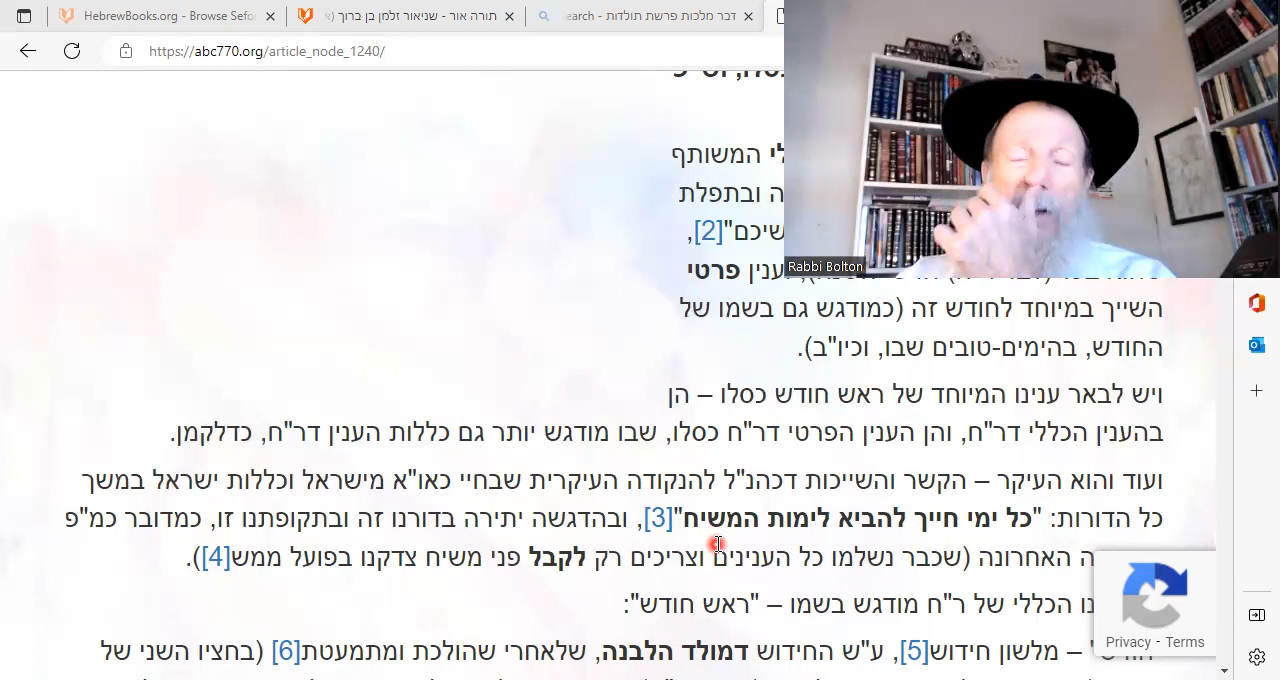 HebrewBooks.org - Browse Sefo
תורה אור - שניאור זלמן בן ברוך (א
דבר מלכות פרשת תולדות - earch
https://abc770.org/article_node_1240/
Rabbi Bolton
המשותף
ובתפלת
שיכם"[2],
ענין פרטי
השייך במיוחד לחודש זה (כמודגש גם בשמו של
החודש, בהימים-טובים שבו, וכיו"ב).
ויש לבאר ענינו המיוחד של ראש חודש כסלו – הן
בהענין הכללי דר"ח, והן הענין הפרטי דר"ח כסלו, שבו מודגש יותר גם כללות הענין דר"ח, כדלקמן.
ועוד והוא העיקר – הקשר והשייכות דכהנ"ל להנקודה העיקרית שבחיי כאו"א מישראל וכללות ישראל במשך
כל הדורות: "כל ימי חייך להביא לימות המשיח"[3], ובהדגשה יתירה בדורנו זה ובתקופתנו זו, כמדובר כמ"פ
האחרונה (שכבר נשלמו כל הענינים וצריכים רק לקבל פני משיח צדקנו בפועל ממש[4]).
הכללי של ר"ח מודגש בשמו – "ראש חודש":
– מלשון חידוש[5], ע"ש החידוש דמולד הלבנה, שלאחרי שהולכת ומתמעטת[6] (בחציו השני של
Privacy - Terms